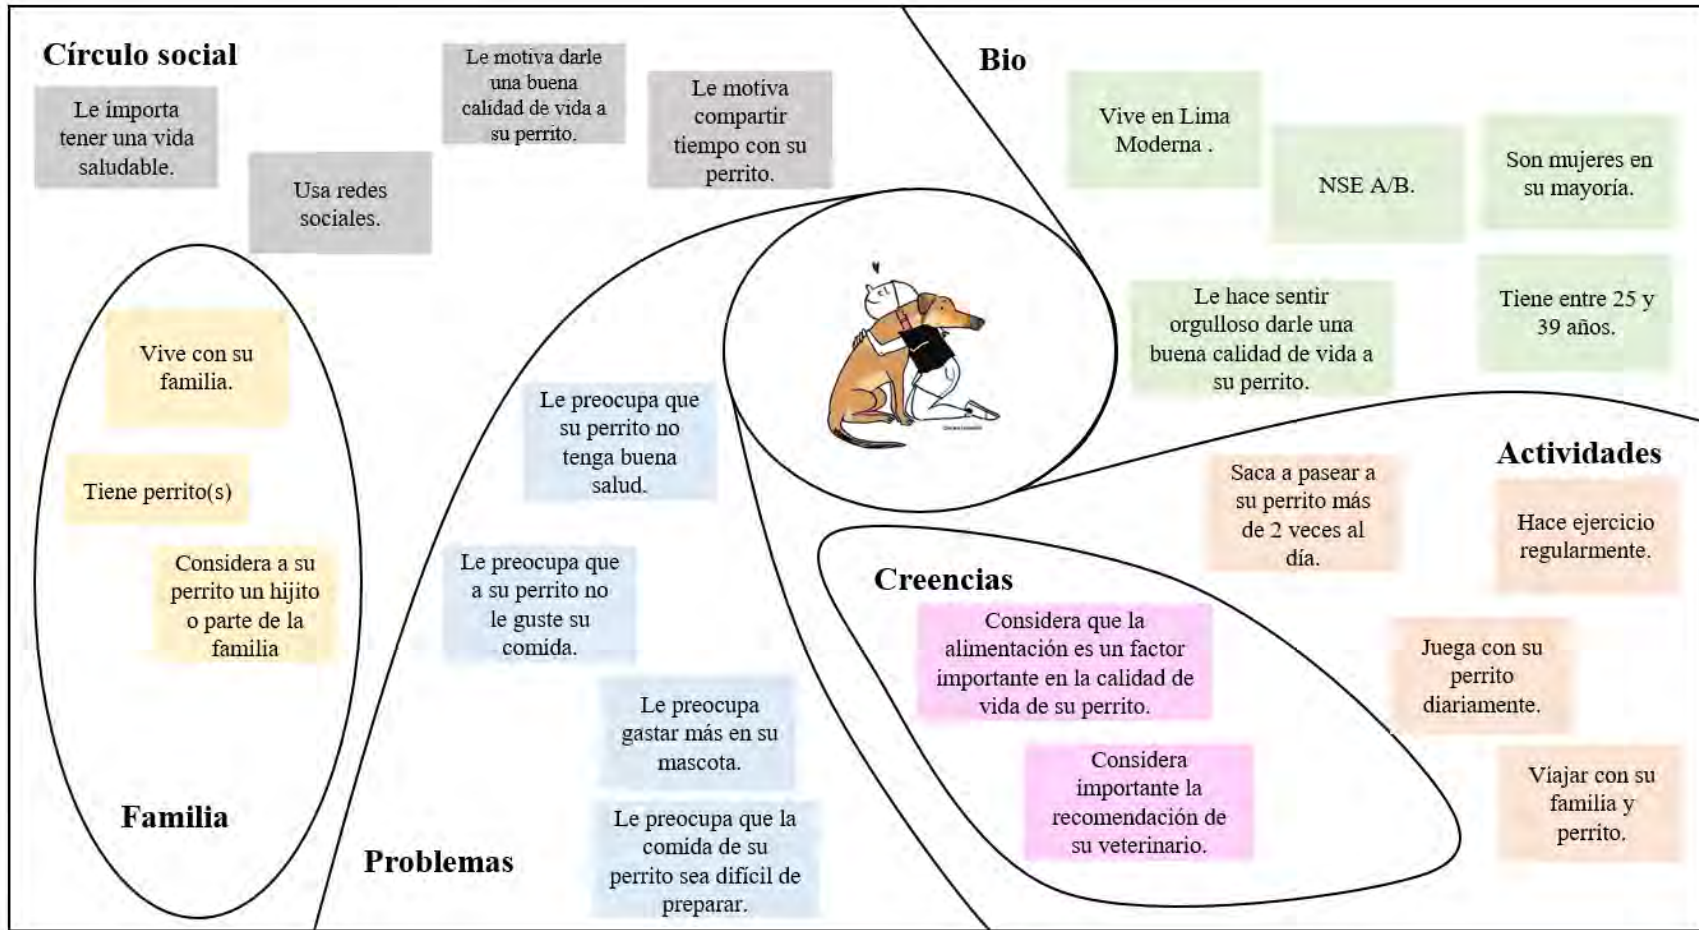 Círculo social
Le importa
tener una vida
saludable.
Usa redes
sociales.
Le motiva darle
una buena
calidad de vida a
su perrito.
Le motiva
compartir
tiempo con su
perrito.
Bio
Vive en Lima
Moderna .
NSE A/B.
Son mujeres en
su mayoría.
Le hace sentir
orgulloso darle una
buena calidad de vida a
su perrito.
Tiene entre 25 y
39 años.
Vive con su
familia.
Tiene perrito(s)
Considera a su
perrito un hijito
o parte de la
familia
Familia
Le preocupa que
su perrito no
tenga buena
salud.
Le preocupa que
a su perrito no
le guste su
comida.
Le preocupa
gastar más en su
mascota.
Le preocupa que la
comida de su
perrito sea difícil de
preparar.
Problemas
Creencias
Considera que la
alimentación es un factor
importante en la calidad de
vida de su perrito.
Considera
importante la
recomendación de
su veterinario.
Actividades
Saca a pasear a
su perrito más
de 2 veces al
día.
Hace ejercicio
regularmente.
Juega con su
perrito
diariamente.
Viajar con su
familia y
perrito.